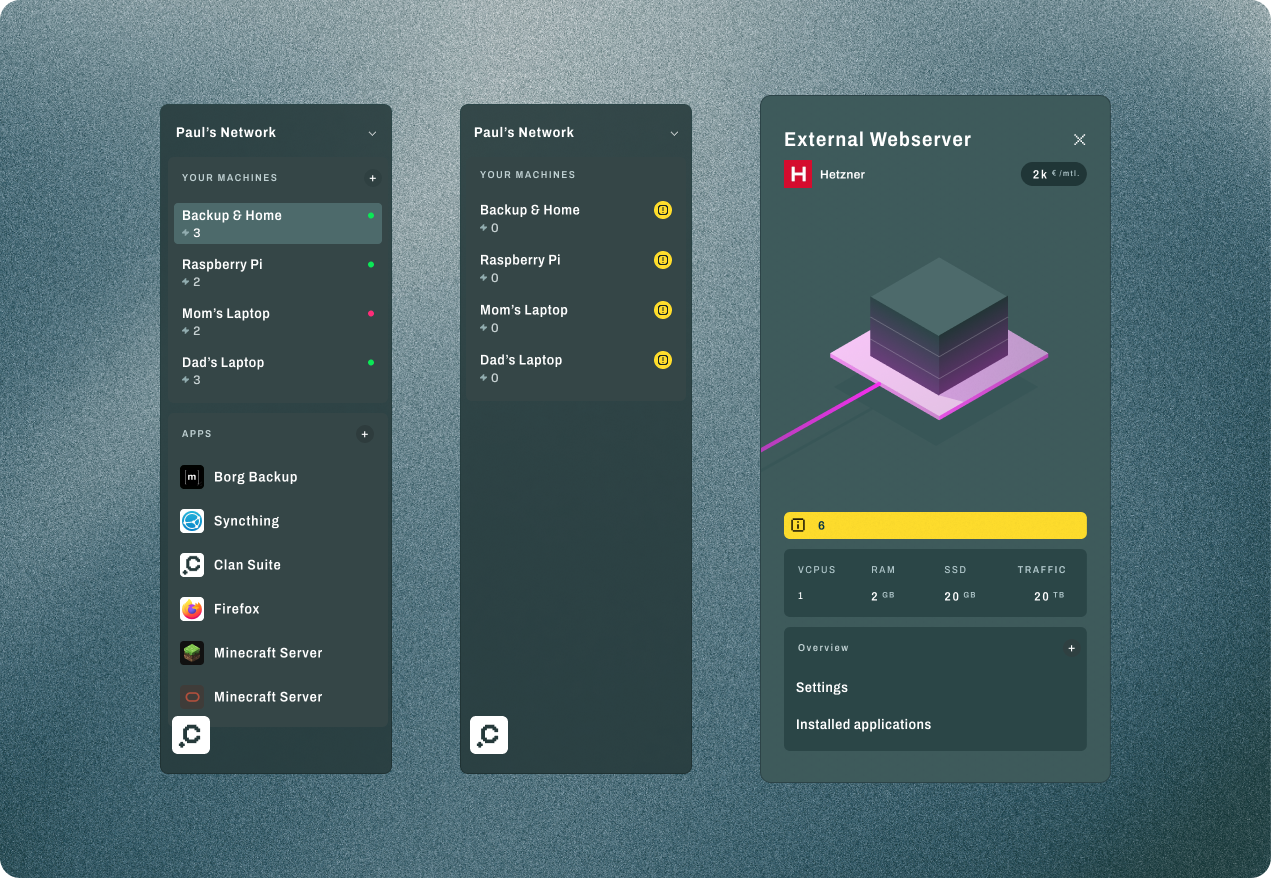 Paul's Network
YOUR MACHINES
+
Backup & Home
3
Raspberry Pi
2
Mom's Laptop
2
Dad's Laptop
3
APPS
+
|m|
Borg Backup
Syncthing
.C
Clan Suite
Firefox
Minecraft Server
Minecraft Server
.C
Paul's Network
YOUR MACHINES
Backup & Home
0
Raspberry Pi
0
Mom's Laptop
0
Dad's Laptop
0
.C
External Webserver
H Hetzner
2k € /mtl.
6
VCPUS RAM SSD TRAFFIC
1 2 GB 20 GB 20 TB
Overview +
Settings
Installed applications